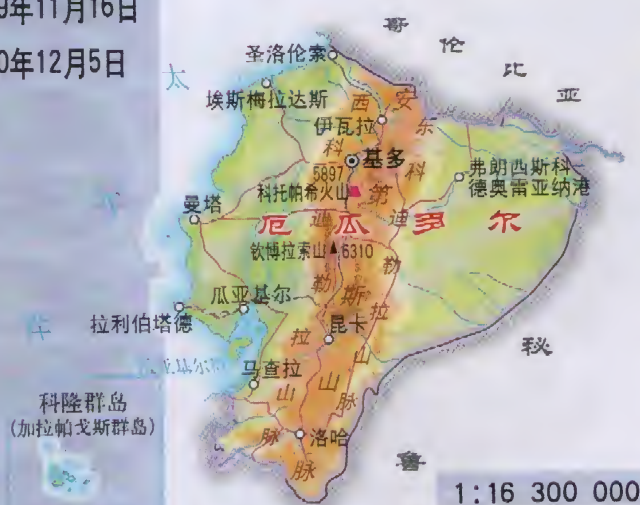 9年11月16日
0年12月5日
哥伦比亚
太
圣洛伦索
埃斯梅拉达斯
伊瓦拉
基多
5897
科托帕希火山
弗朗西斯科
德奥雷亚纳港
曼塔
厄瓜多尔
钦博拉索山
6310
瓜亚基尔
拉利伯塔德
昆卡
马查拉
洛哈
西科迪勒拉山脉
安第斯山脉
东科迪勒拉山脉
秘鲁
科隆群岛
(加拉帕戈斯群岛)
1:16 300 000